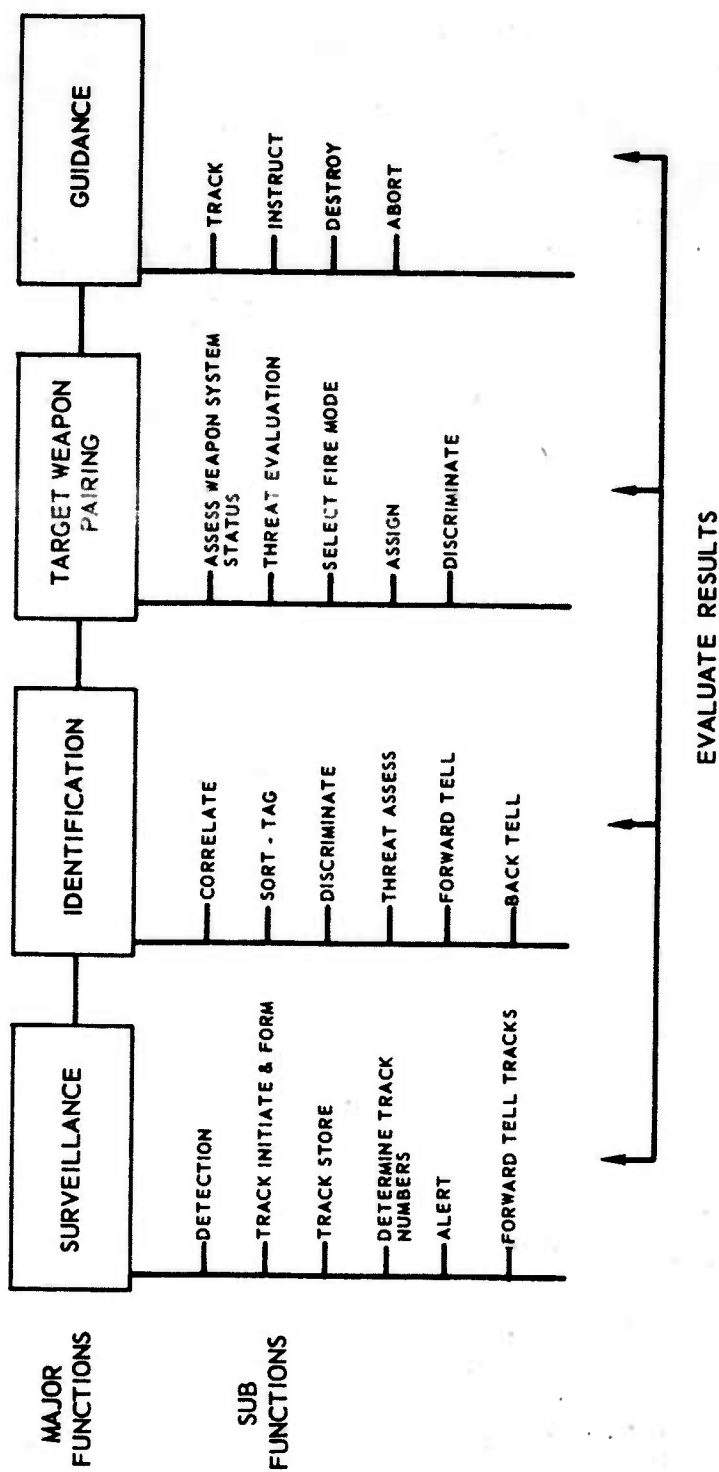 MAJOR
FUNCTIONS
SURVEILLANCE
IDENTIFICATION
TARGET WEAPON
PAIRING
GUIDANCE
SUB
FUNCTIONS
DETECTION
TRACK INITIATE & FORM
TRACK STORE
DETERMINE TRACK
NUMBERS
ALERT
FORWARD TELL TRACKS
CORRELATE
SORT - TAG
DISCRIMINATE
THREAT ASSESS
FORWARD TELL
BACK TELL
ASSESS WEAPON SYSTEM
STATUS
THREAT EVALUATION
SELECT FIRE MODE
ASSIGN
DISCRIMINATE
TRACK
INSTRUCT
DESTROY
ABORT
EVALUATE RESULTS